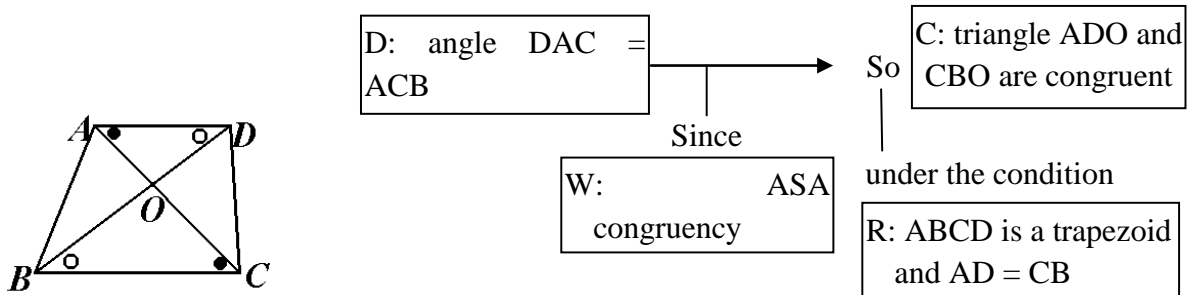 D: angle DAC =
ACB
So
C: triangle ADO and
CBO are congruent
Since
W: ASA
congruency
under the condition
R: ABCD is a trapezoid
and AD = CB
A
D
O
B
C